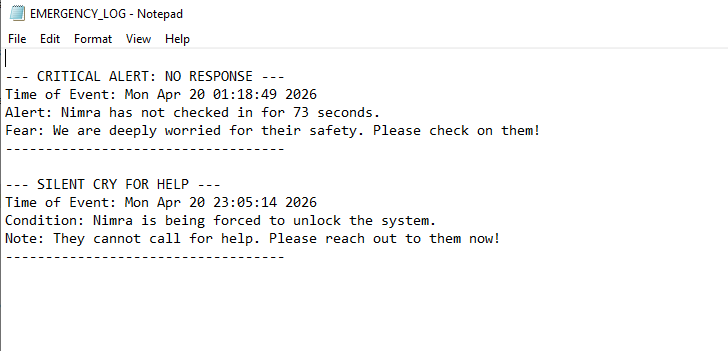 EMERGENCY_LOG - Notepad
File Edit Format View Help
--- CRITICAL ALERT: NO RESPONSE ---
Time of Event: Mon Apr 20 01:18:49 2026
Alert: Nimra has not checked in for 73 seconds.
Fear: We are deeply worried for their safety. Please check on them!
-----------------------------------
--- SILENT CRY FOR HELP ---
Time of Event: Mon Apr 20 23:05:14 2026
Condition: Nimra is being forced to unlock the system.
Note: They cannot call for help. Please reach out to them now!
-----------------------------------